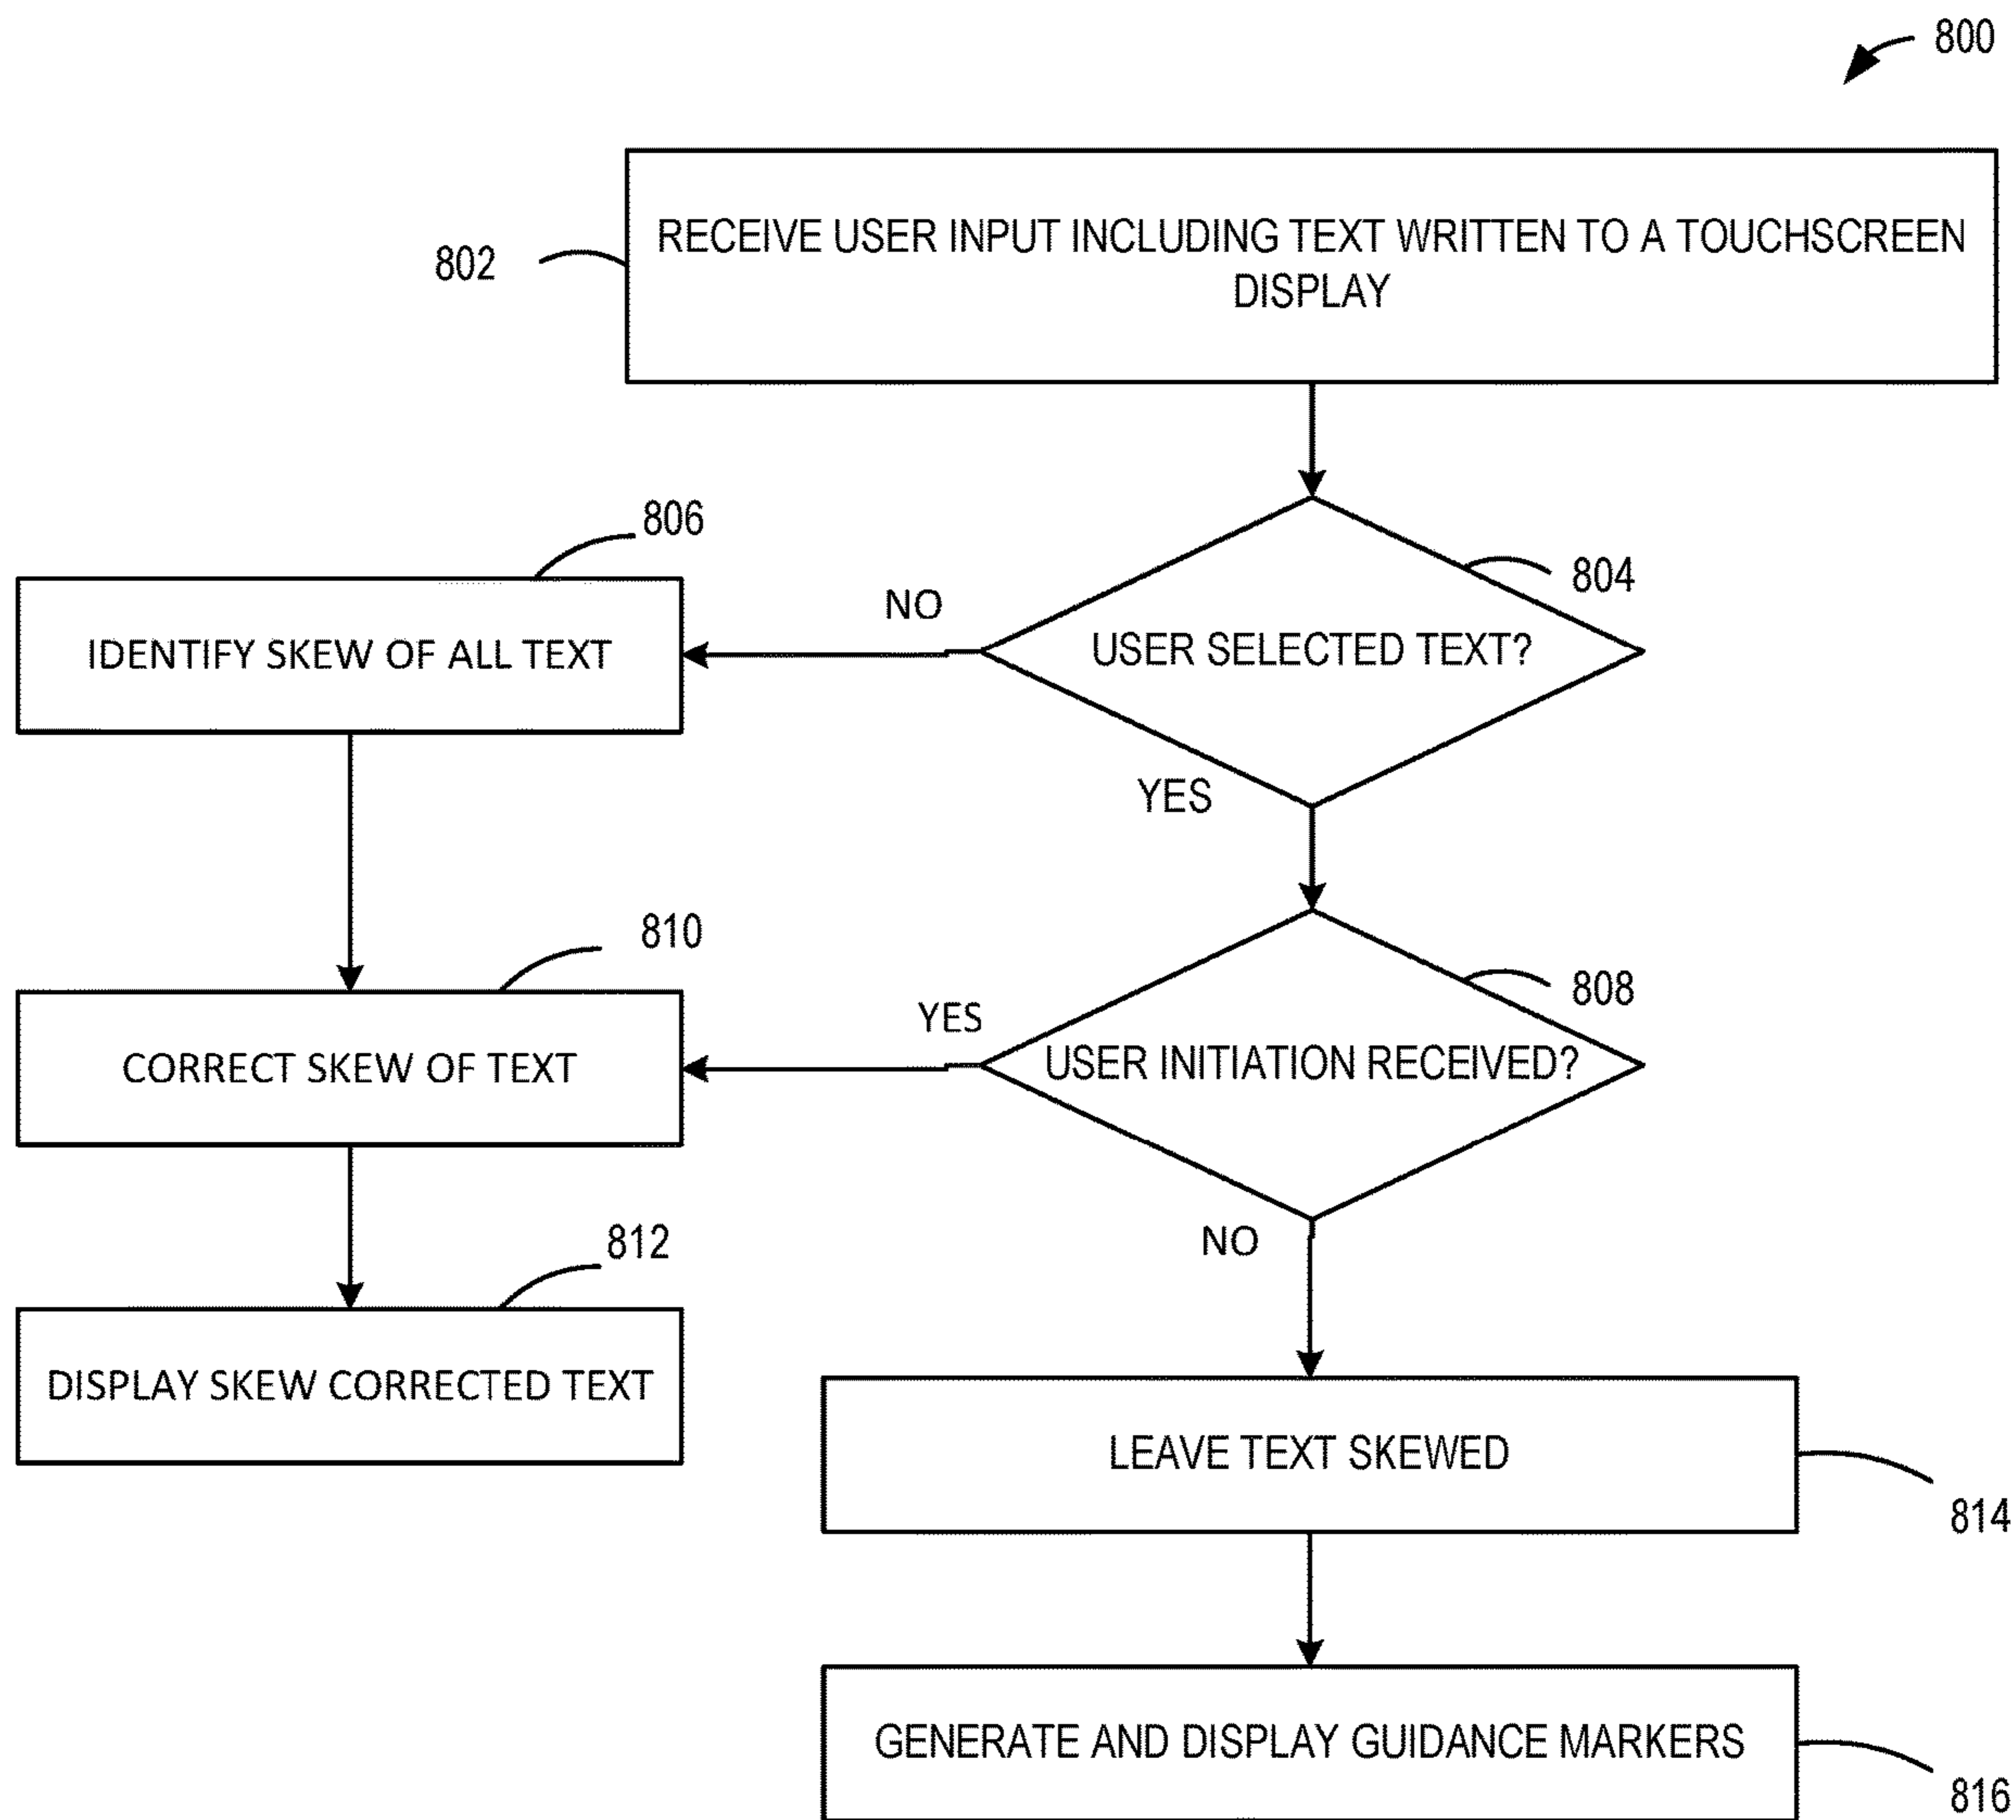 800
802
RECEIVE USER INPUT INCLUDING TEXT WRITTEN TO A TOUCHSCREEN
DISPLAY
804
USER SELECTED TEXT?
NO
806
IDENTIFY SKEW OF ALL TEXT
YES
808
USER INITIATION RECEIVED?
YES
810
CORRECT SKEW OF TEXT
812
DISPLAY SKEW CORRECTED TEXT
NO
LEAVE TEXT SKEWED
814
GENERATE AND DISPLAY GUIDANCE MARKERS
816